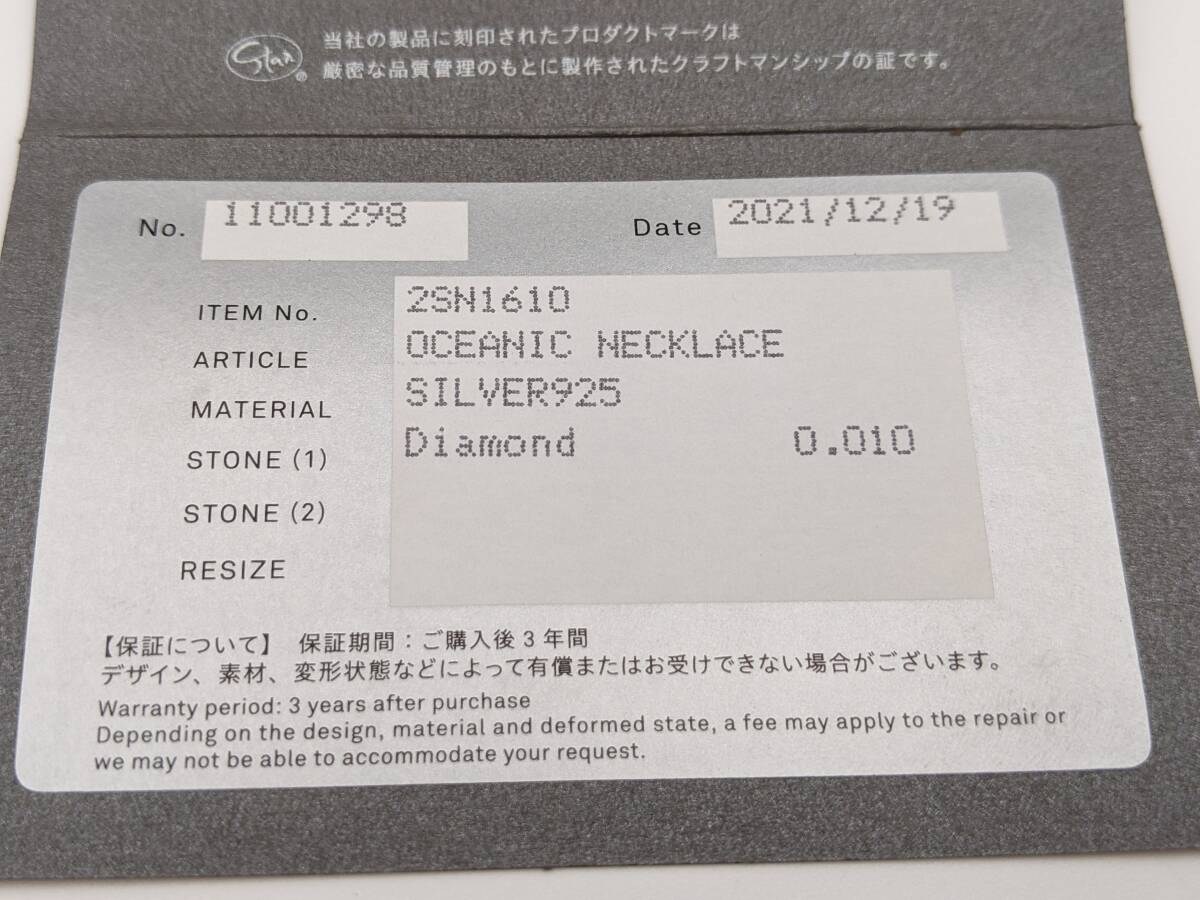 Star
®
当社の製品に刻印されたプロダクトマークは
厳密な品質管理のもとに製作されたクラフトマンシップの証です。
No. 11001298 Date 2021/12/19
ITEM No. 2SN1610
ARTICLE OCEANIC NECKLACE
MATERIAL SILVER925
STONE (1) Diamond 0.010
STONE (2)
RESIZE
【保証について】 保証期間：ご購入後3年間
デザイン、素材、変形状態などによって有償またはお受けできない場合がございます。
Warranty period: 3 years after purchase
Depending on the design, material and deformed state, a fee may apply to the repair or
we may not be able to accommodate your request.